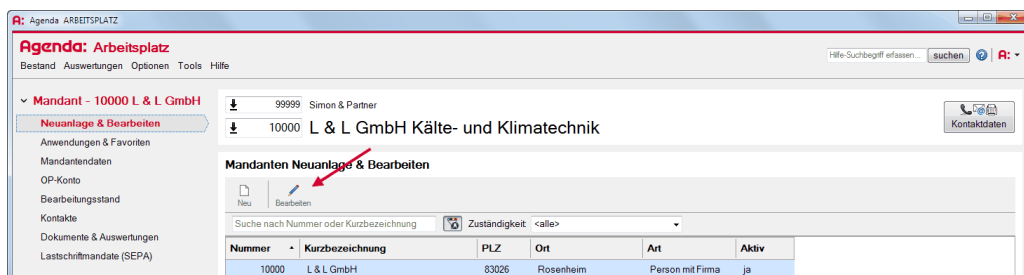 A: Agenda ARBEITSPLATZ
Agenda: Arbeitsplatz
Bestand Auswertungen Optionen Tools Hilfe
Hilfe-Suchbegriff erfassen... suchen ? A:
Mandant - 10000 L & L GmbH
Neuanlage & Bearbeiten
Anwendungen & Favoriten
Mandantendaten
OP-Konto
Bearbeitungsstand
Kontakte
Dokumente & Auswertungen
Lastschriftmandate (SEPA)
99999 Simon & Partner
10000 L & L GmbH Kälte- und Klimatechnik
Kontaktdaten
Mandanten Neuanlage & Bearbeiten
Neu Bearbeiten
Suche nach Nummer oder Kurzbezeichnung Zuständigkeit <alle>
Nummer Kurzbezeichnung PLZ Ort Art Aktiv
10000 L & L GmbH 83026 Rosenheim Person mit Firma ja